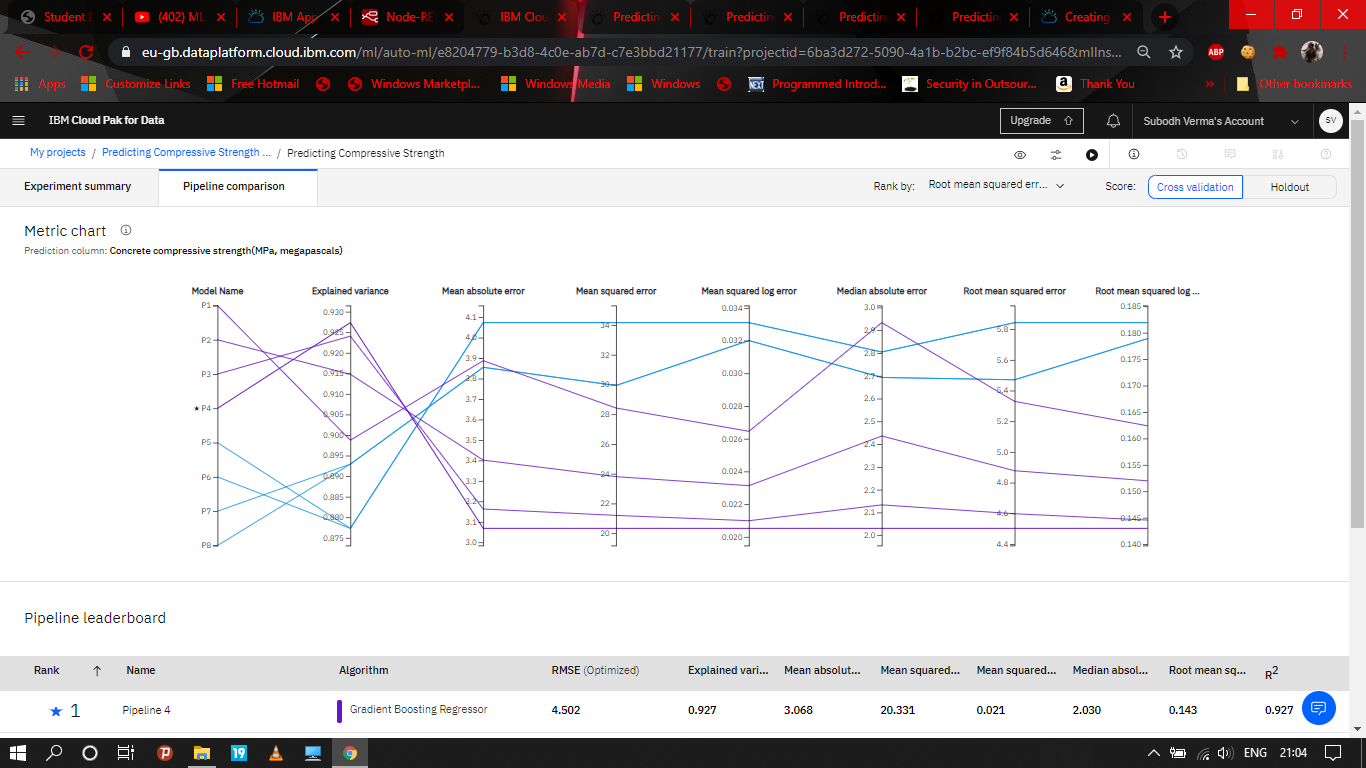 Student D
(402) ML
IBM App
Node-RE
IBM Clou
Predictin
Predictin
Predictin
Predictin
Creating
eu-gb.dataplatform.cloud.ibm.com/ml/auto-ml/e8204779-b3d8-4c0e-ab7d-c7e3bbd21177/train?projectid=6ba3d272-5090-4a1b-b2bc-ef9f84b5d646&mlIns...
ABP
Apps
Customize Links
Free Hotmail
Windows Marketpl...
Windows Media
Windows
NEXT
Programmed Introd...
Security in Outsour...
Thank You
»
Other bookmarks
IBM Cloud Pak for Data
Upgrade
Subodh Verma's Account
SV
My projects / Predicting Compressive Strength ... / Predicting Compressive Strength
Experiment summary
Pipeline comparison
Rank by: Root mean squared err...
Score: Cross validation Holdout
Metric chart
Prediction column: Concrete compressive strength(MPa, megapascals)
Model Name
P1
P2
P3
★ P4
P5
P6
P7
P8
Explained variance
0.930
0.925
0.920
0.915
0.910
0.905
0.900
0.895
0.890
0.885
0.880
0.875
Mean absolute error
4.1
4.0
3.9
3.8
3.7
3.6
3.5
3.4
3.3
3.2
3.1
3.0
Mean squared error
34
32
30
28
26
24
22
20
Mean squared log error
0.034
0.032
0.030
0.028
0.026
0.024
0.022
0.020
Median absolute error
3.0
2.9
2.8
2.7
2.6
2.5
2.4
2.3
2.2
2.1
2.0
Root mean squared error
5.8
5.6
5.4
5.2
5.0
4.8
4.6
4.4
Root mean squared log ...
0.185
0.180
0.175
0.170
0.165
0.160
0.155
0.150
0.145
0.140
Pipeline leaderboard
Rank ↑ Name Algorithm RMSE (Optimized) Explained vari... Mean absolut... Mean squared... Mean squared... Median absol... Root mean sq... R²
★ 1 Pipeline 4 Gradient Boosting Regressor 4.502 0.927 3.068 20.331 0.021 2.030 0.143 0.927
19
ENG
21:04